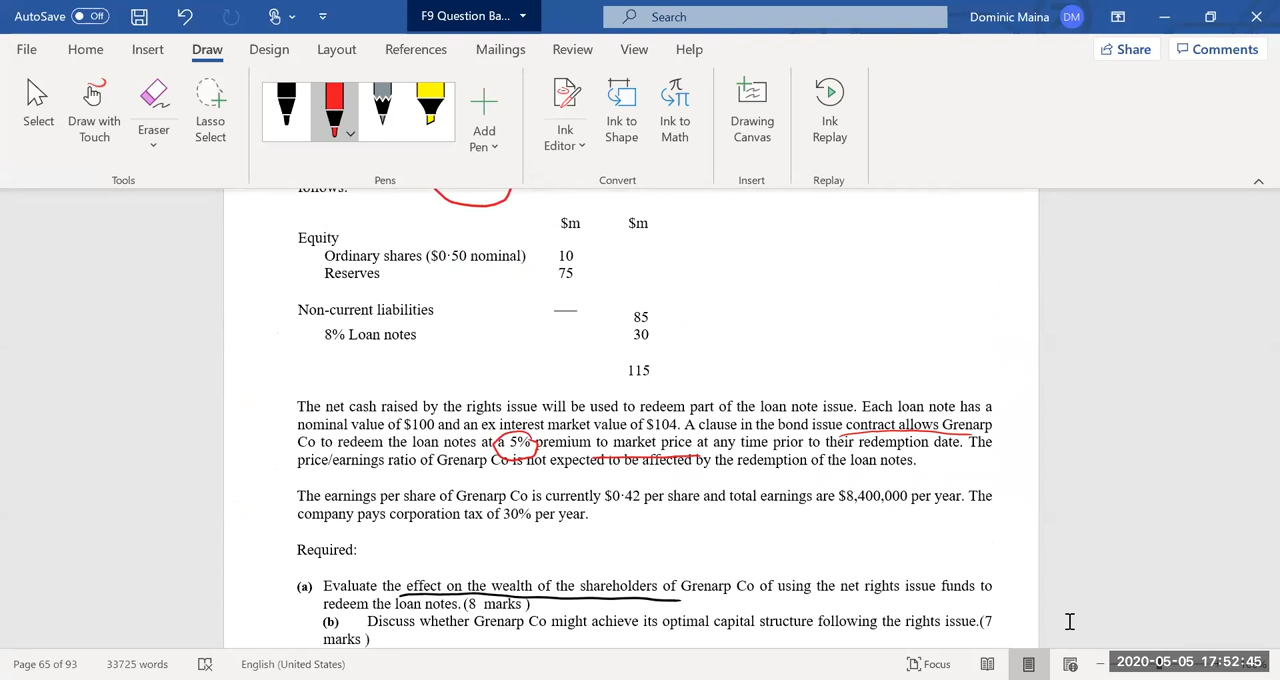 AutoSave Off F9 Question Ba... Search Dominic Maina DM
File Home Insert Draw Design Layout References Mailings Review View Help Share Comments
Select Draw with Touch Eraser Lasso Select Add Pen Ink Editor Ink to Shape Ink to Math Drawing Canvas Ink Replay
Tools Pens Convert Insert Replay
follows:
$m $m
Equity
Ordinary shares ($0·50 nominal) 10
Reserves 75
Non-current liabilities
85
8% Loan notes 30
115
The net cash raised by the rights issue will be used to redeem part of the loan note issue. Each loan note has a
nominal value of $100 and an ex interest market value of $104. A clause in the bond issue contract allows Grenarp
Co to redeem the loan notes at a 5% premium to market price at any time prior to their redemption date. The
price/earnings ratio of Grenarp Co is not expected to be affected by the redemption of the loan notes.
The earnings per share of Grenarp Co is currently $0·42 per share and total earnings are $8,400,000 per year. The
company pays corporation tax of 30% per year.
Required:
(a) Evaluate the effect on the wealth of the shareholders of Grenarp Co of using the net rights issue funds to
redeem the loan notes.(8 marks )
(b) Discuss whether Grenarp Co might achieve its optimal capital structure following the rights issue.(7
marks )
Page 65 of 93 33725 words English (United States) Focus
2020-05-05 17:52:45